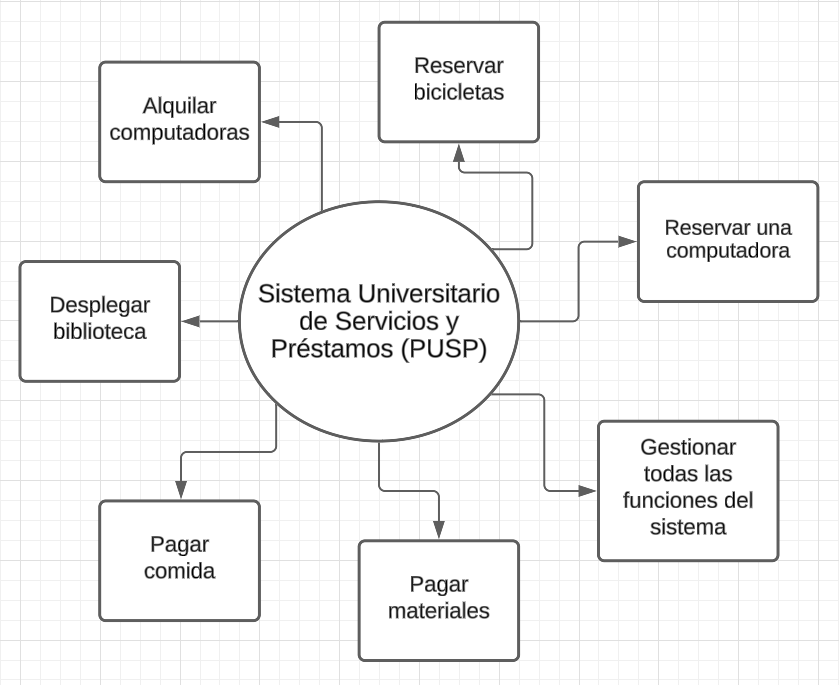 Reservar
bicicletas
Alquilar
computadoras
Reservar una
computadora
Sistema Universitario
de Servicios y
Préstamos (PUSP)
Desplegar
biblioteca
Gestionar
todas las
funciones del
sistema
Pagar
comida
Pagar
materiales